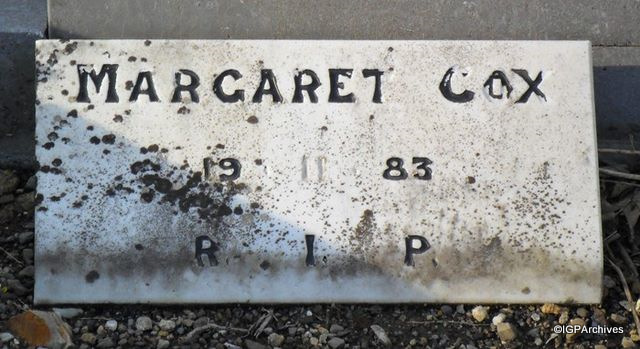 MARGARET COX
19 11 83
R. I. P
©IGPArchives